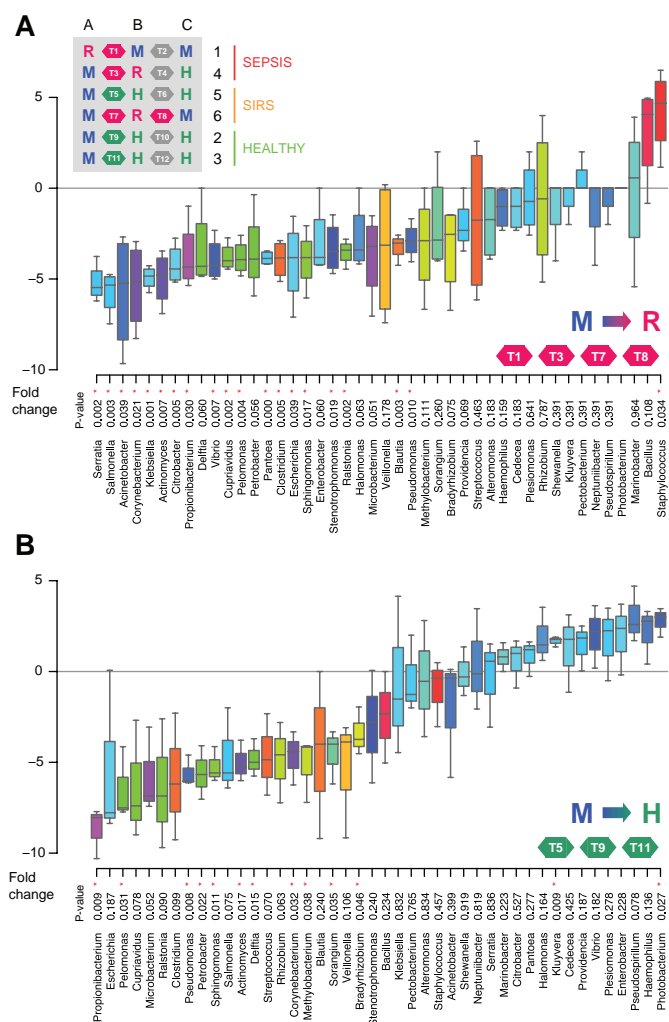 A
A B C
R T1 M T2 M 1
M T3 R T4 H 4
M T5 H T6 H 5
M T7 R T8 M 6
M T9 H T10 H 2
M T11 H T12 H 3
SEPSIS
SIRS
HEALTHY
5
0
−5
−10
M R
T1 T3 T7 T8
Fold change
P-value
* * * * * * * * * * * * * * * * * * * *
0.002 0.003 0.039 0.021 0.001 0.007 0.005 0.030 0.060 0.007 0.002 0.004 0.056 0.000 0.005 0.039 0.017 0.060 0.019 0.002 0.063 0.051 0.178 0.003 0.010 0.111 0.260 0.075 0.069 0.463 0.183 0.159 0.183 0.641 0.787 0.391 0.391 0.391 0.391 0.391 0.964 0.108 0.034
Serratia Salmonella Acinetobacter Corynebacterium Klebsiella Actinomyces Citrobacter Propionibacterium Delftia Vibrio Cupriavidus Pelomonas Petrobacter Pantoea Clostridium Escherichia Sphingomonas Enterobacter Stenotrophomonas Ralstonia Halomonas Microbacterium Veillonella Blautia Pseudomonas Methylobacterium Sorangium Bradyrhizobium Providencia Streptococcus Alteromonas Haemophilus Cedecea Plesiomonas Rhizobium Shewanella Kluyvera Pectobacterium Neptuniibacter Pseudospirillum Photobacterium Marinobacter Bacillus Staphylococcus
B
5
0
−5
−10
M H
T5 T9 T11
Fold change
P-value
* * * * * * * * * * * * *
0.009 0.187 0.031 0.078 0.052 0.090 0.099 0.008 0.022 0.011 0.075 0.017 0.015 0.070 0.063 0.032 0.038 0.240 0.035 0.106 0.046 0.240 0.234 0.832 0.765 0.834 0.457 0.399 0.919 0.819 0.836 0.223 0.527 0.277 0.164 0.009 0.425 0.187 0.182 0.278 0.228 0.078 0.136 0.027
Propionibacterium Escherichia Pelomonas Cupriavidus Microbacterium Ralstonia Clostridium Pseudomonas Petrobacter Sphingomonas Salmonella Actinomyces Delftia Streptococcus Rhizobium Corynebacterium Methylobacterium Blautia Sorangium Veillonella Bradyrhizobium Stenotrophomonas Bacillus Klebsiella Pectobacterium Alteromonas Staphylococcus Acinetobacter Shewanella Neptuniibacter Serratia Marinobacter Citrobacter Pantoea Halomonas Kluyvera Cedecea Providencia Vibrio Plesiomonas Enterobacter Pseudospirillum Haemophilus Photobacterium